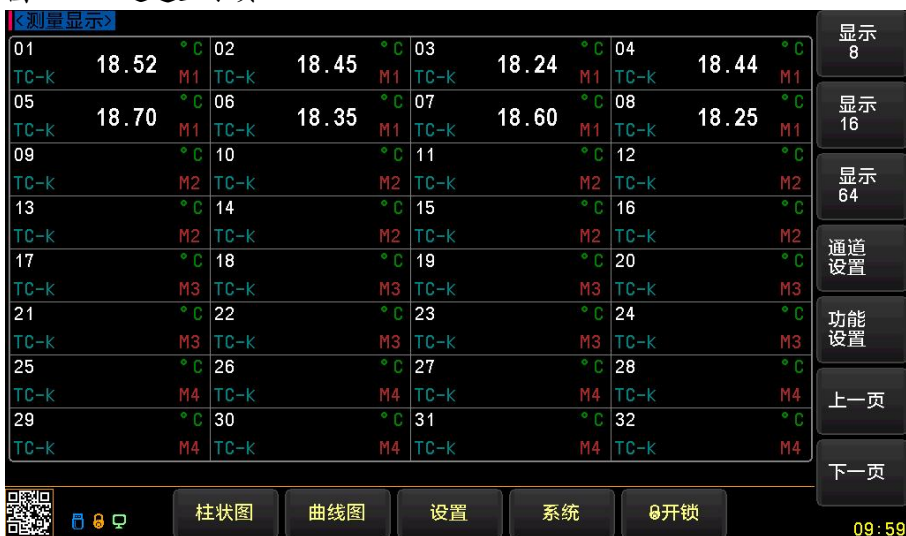 <测量显示>
01 18.52 °C 02 18.45 °C 03 18.24 °C 04 18.44 °C
TC-K M1 TC-K M1 TC-K M1 TC-K M1
05 18.70 °C 06 18.35 °C 07 18.60 °C 08 18.25 °C
TC-K M1 TC-K M1 TC-K M1 TC-K M1
09 °C 10 °C 11 °C 12 °C
TC-K M2 TC-K M2 TC-K M2 TC-K M2
13 °C 14 °C 15 °C 16 °C
TC-K M2 TC-K M2 TC-K M2 TC-K M2
17 °C 18 °C 19 °C 20 °C
TC-K M3 TC-K M3 TC-K M3 TC-K M3
21 °C 22 °C 23 °C 24 °C
TC-K M3 TC-K M3 TC-K M3 TC-K M3
25 °C 26 °C 27 °C 28 °C
TC-K M4 TC-K M4 TC-K M4 TC-K M4
29 °C 30 °C 31 °C 32 °C
TC-K M4 TC-K M4 TC-K M4 TC-K M4
显示
8
显示
16
显示
64
通道
设置
功能
设置
上一页
下一页
柱状图 曲线图 设置 系统 开锁
09:59